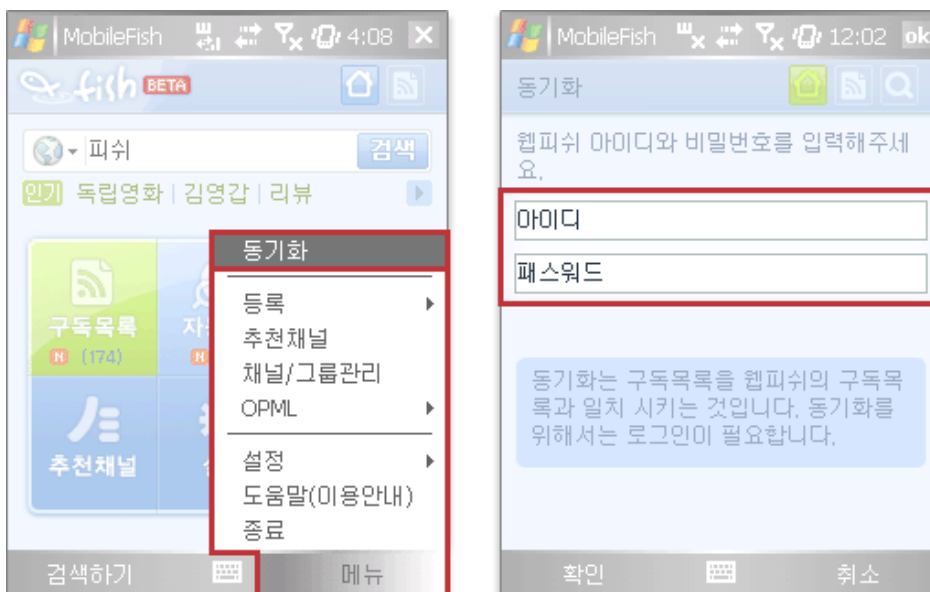 MobileFish 4:08
fish BETA
피쉬 검색
인기 독립영화 | 김영갑 | 리뷰
구독목록
N (174)
자
N
추천채널
동기화
등록
추천채널
채널/그룹관리
OPML
설정
도움말(이용안내)
종료
검색하기 메뉴
MobileFish 12:02 ok
동기화
웹피쉬 아이디와 비밀번호를 입력해주세
요.
아이디
패스워드
동기화는 구독목록을 웹피쉬의 구독목
록과 일치 시키는 것입니다. 동기화를
위해서는 로그인이 필요합니다.
확인 취소